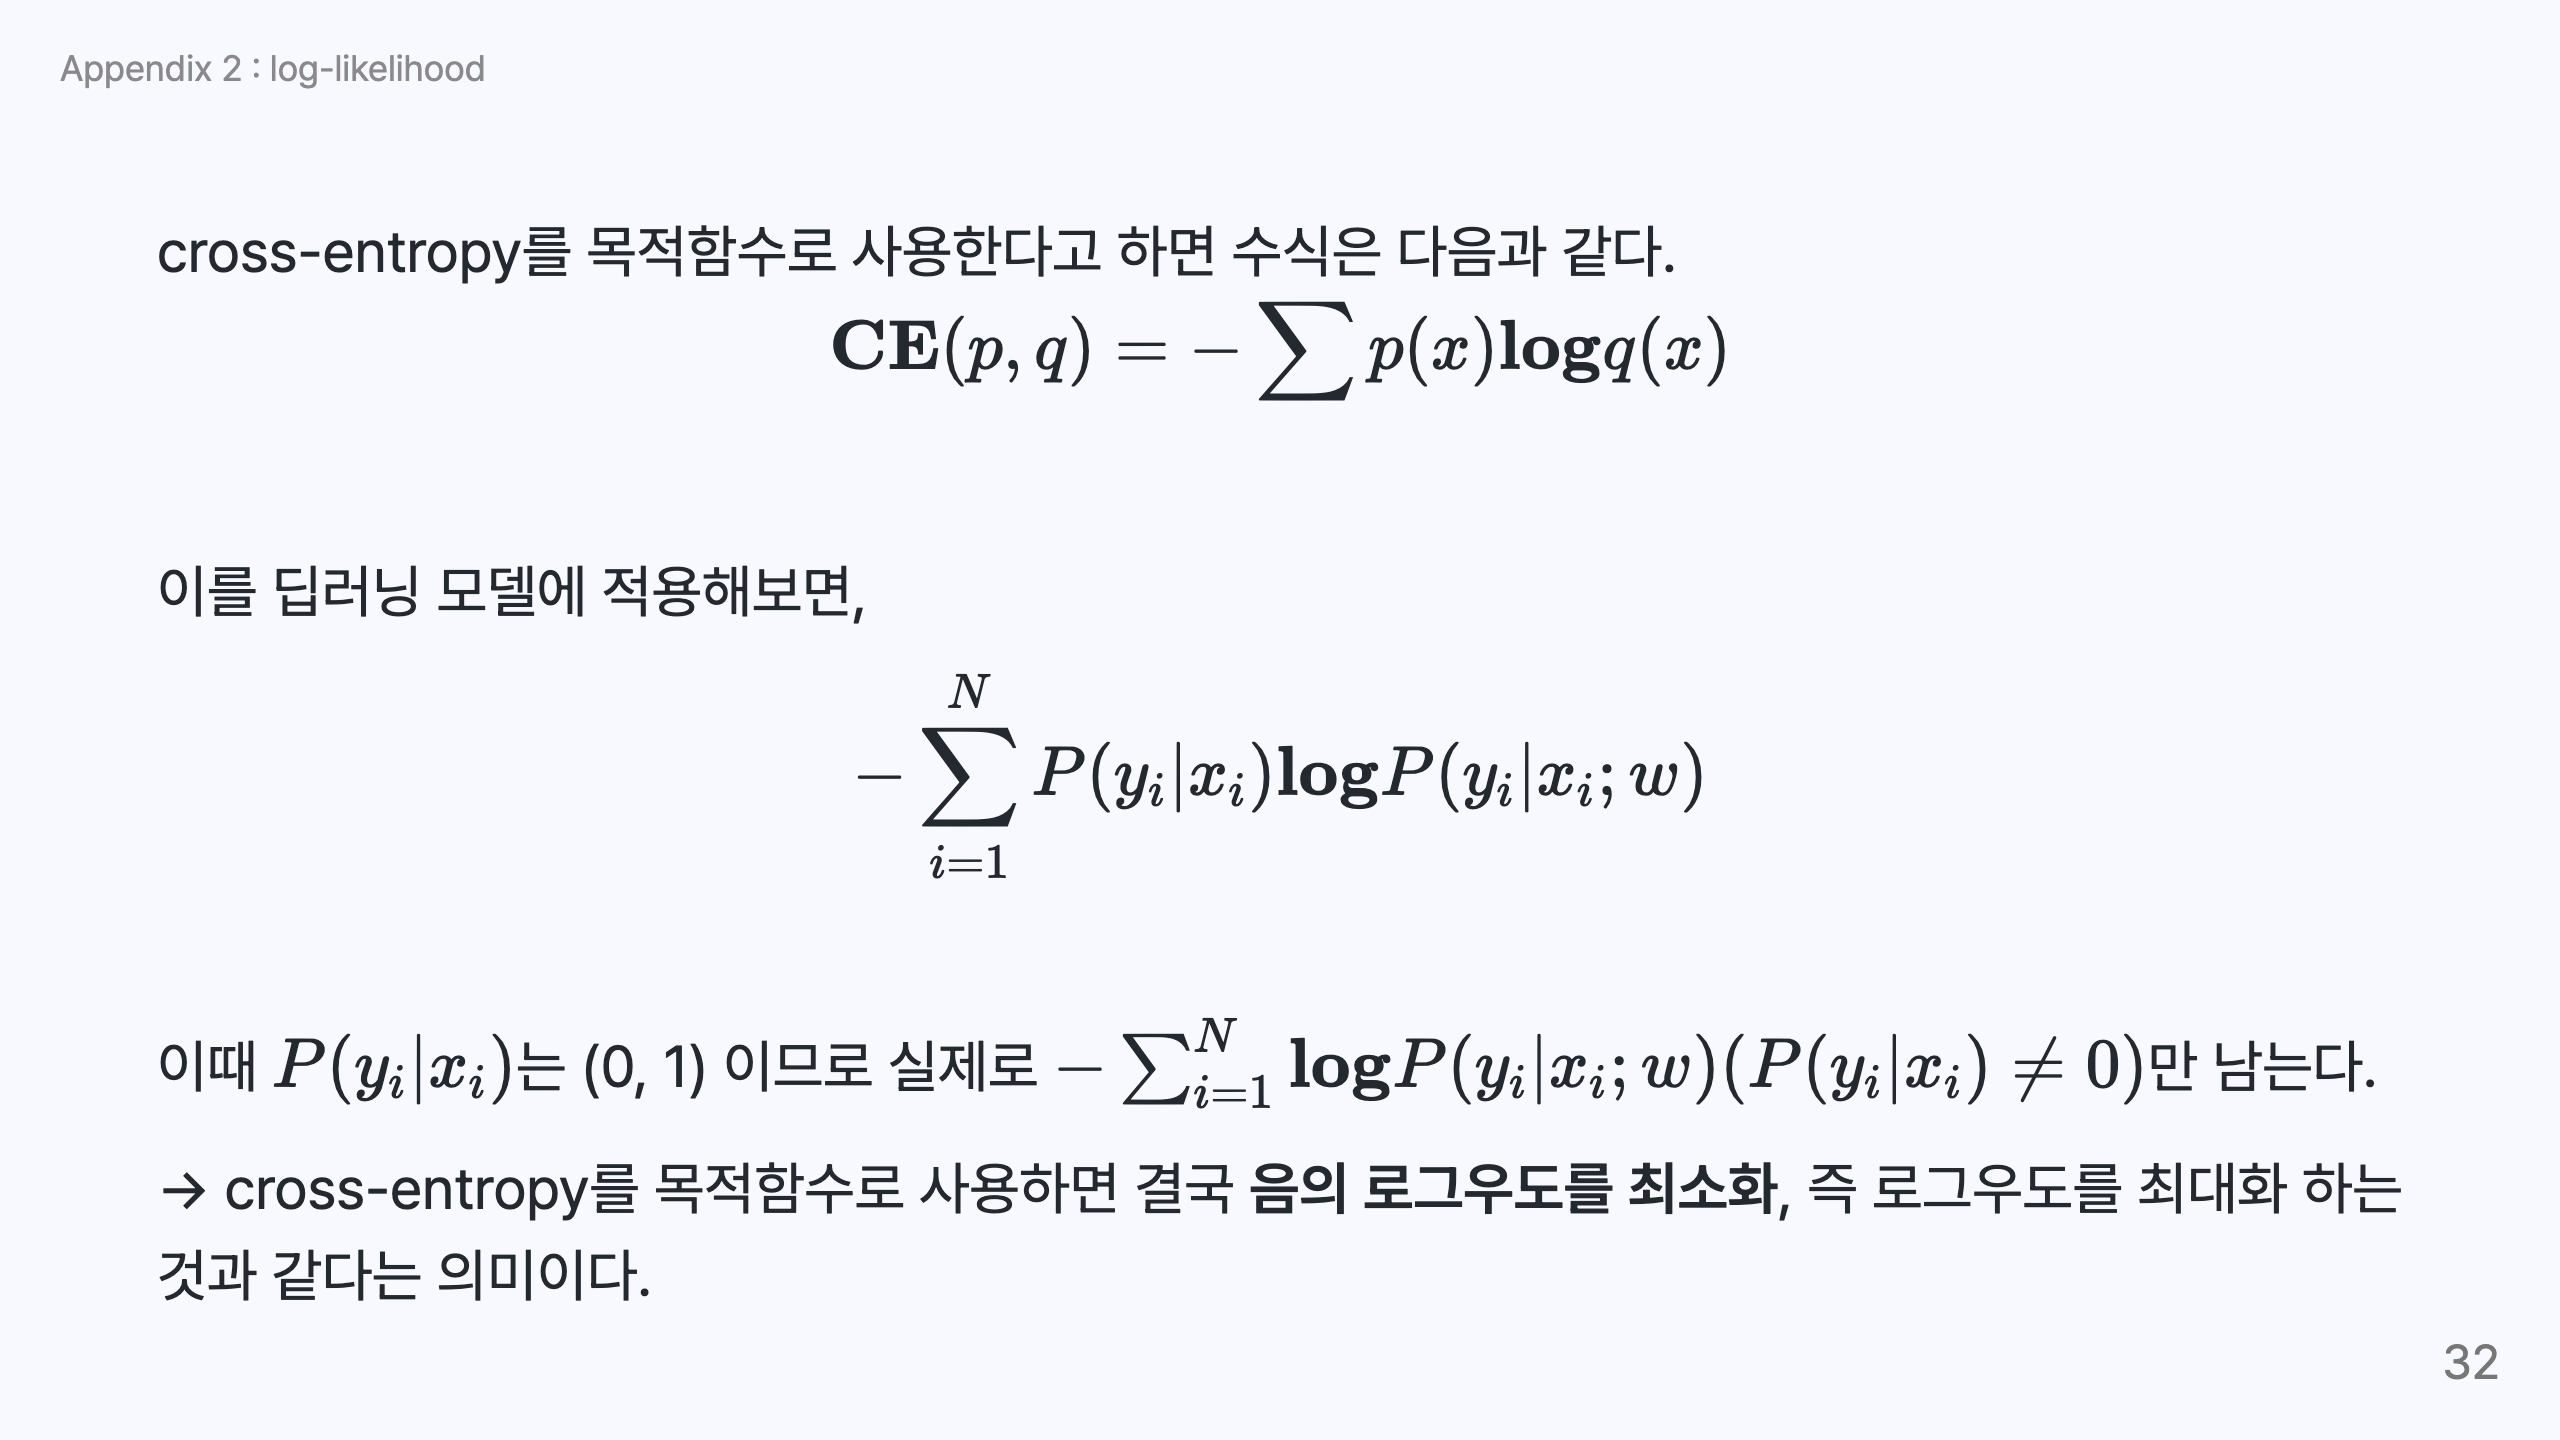 Appendix 2 : log-likelihood
cross-entropy를 목적함수로 사용한다고 하면 수식은 다음과 같다.
CE(p, q) = − ∑ p(x)logq(x)
이를 딥러닝 모델에 적용해보면,
− ∑_{i=1}^{N} P(y_i|x_i)logP(y_i|x_i; w)
이때 P(y_i|x_i)는 (0, 1) 이므로 실제로 − ∑_{i=1}^{N} logP(y_i|x_i; w)(P(y_i|x_i) ≠ 0)만 남는다.
→ cross-entropy를 목적함수로 사용하면 결국 음의 로그우도를 최소화, 즉 로그우도를 최대화 하는
것과 같다는 의미이다.
32